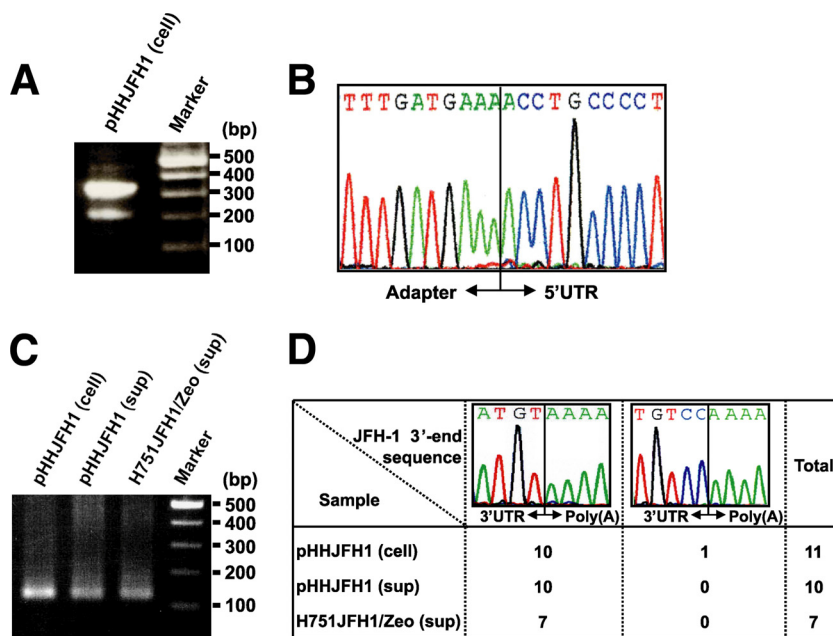 A
pHHJFH1 (cell)
Marker
(bp)
500
400
300
200
100
B
TTTGATGAAAACCTGCCCCT
Adapter
5'UTR
C
pHHJFH1 (cell)
pHHJFH1 (sup)
H751JFH1/Zeo (sup)
Marker
(bp)
500
400
300
200
100
D
JFH-1 3'-end
sequence
Sample
ATGTAAAA
3'UTR
Poly(A)
TGTCCAAAA
3'UTR
Poly(A)
Total
pHHJFH1 (cell) 10 1 11
pHHJFH1 (sup) 10 0 10
H751JFH1/Zeo (sup) 7 0 7